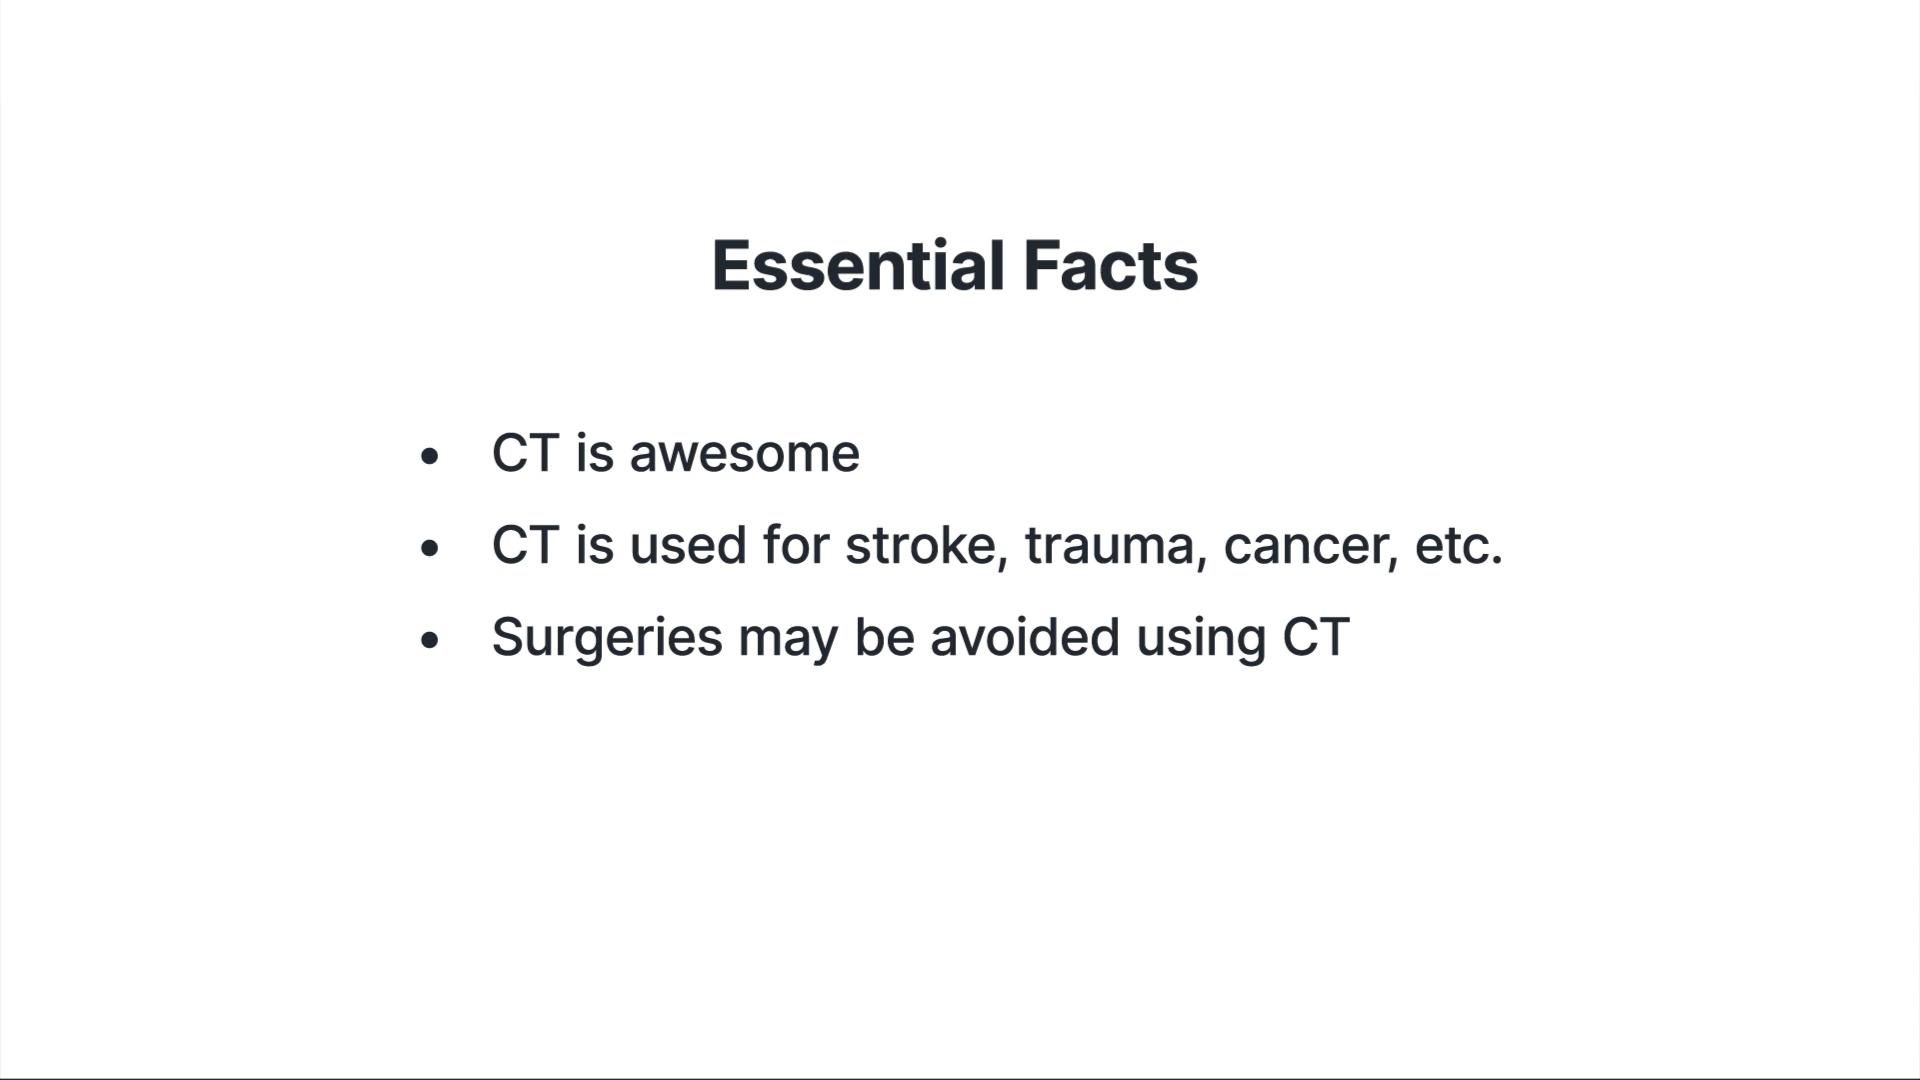 Essential Facts
• CT is awesome
• CT is used for stroke, trauma, cancer, etc.
• Surgeries may be avoided using CT